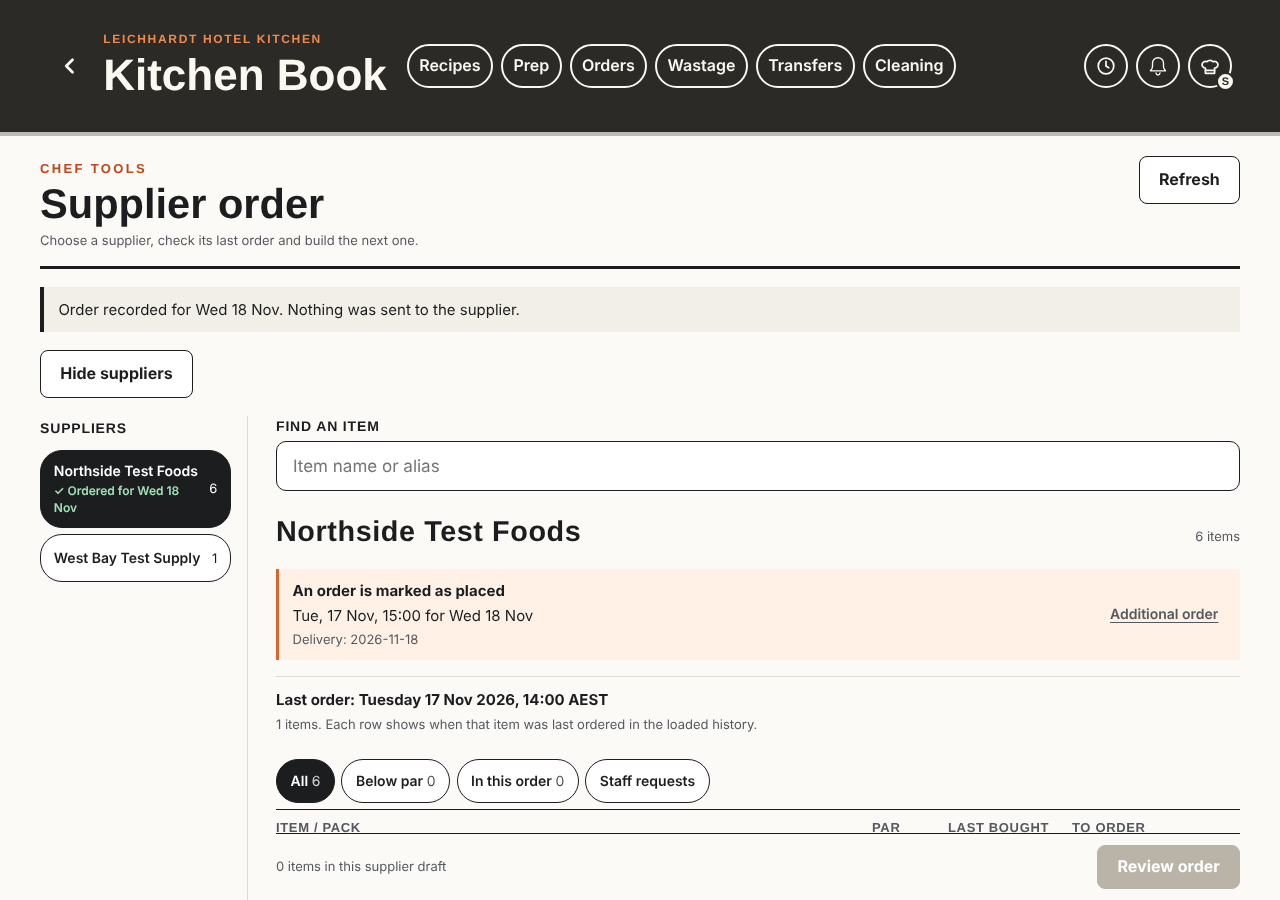 LEICHHARDT HOTEL KITCHEN
Kitchen Book
Recipes
Prep
Orders
Wastage
Transfers
Cleaning
S
CHEF TOOLS
Supplier order
Refresh
Choose a supplier, check its last order and build the next one.
Order recorded for Wed 18 Nov. Nothing was sent to the supplier.
Hide suppliers
SUPPLIERS
Northside Test Foods
✓ Ordered for Wed 18
Nov
6
West Bay Test Supply 1
FIND AN ITEM
Item name or alias
Northside Test Foods
6 items
An order is marked as placed
Tue, 17 Nov, 15:00 for Wed 18 Nov
Delivery: 2026-11-18
Additional order
Last order: Tuesday 17 Nov 2026, 14:00 AEST
1 items. Each row shows when that item was last ordered in the loaded history.
All 6
Below par 0
In this order 0
Staff requests
ITEM / PACK
PAR
LAST BOUGHT
TO ORDER
0 items in this supplier draft
Review order